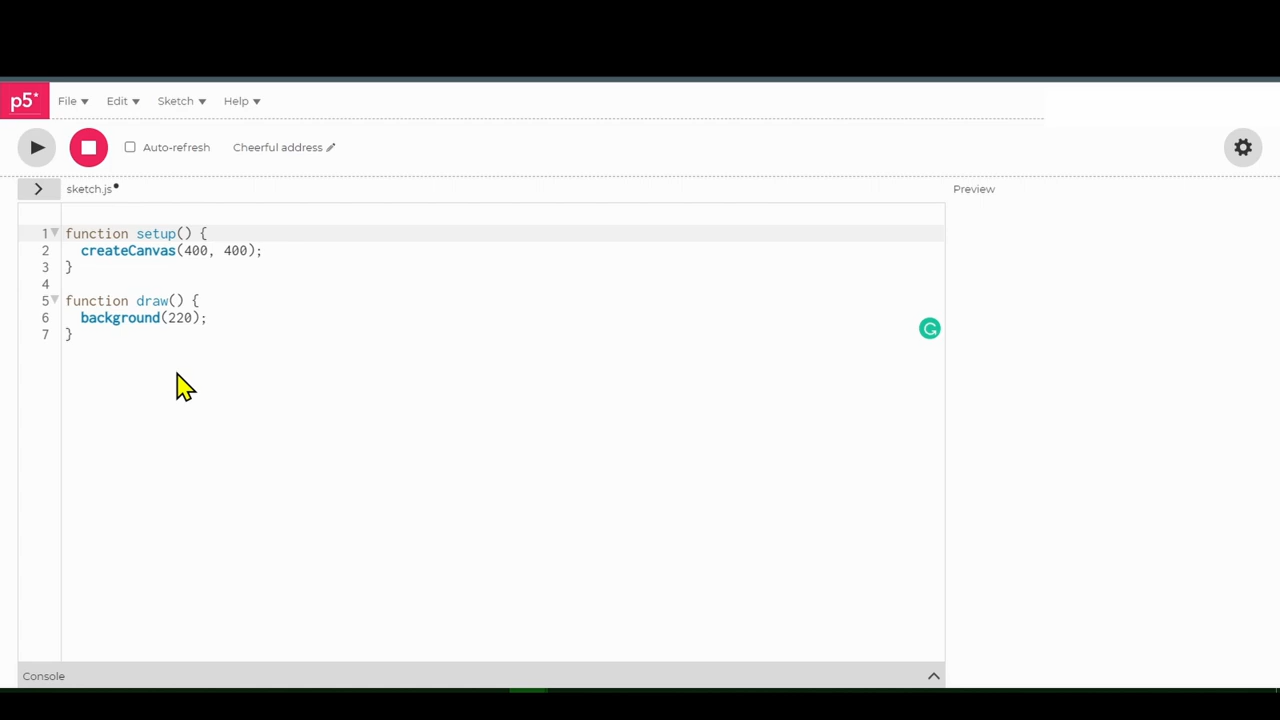 p5*
File Edit Sketch Help
Auto-refresh Cheerful address
sketch.js
Preview
1 function setup() {
2 createCanvas(400, 400);
3 }
4
5 function draw() {
6 background(220);
7 }
Console